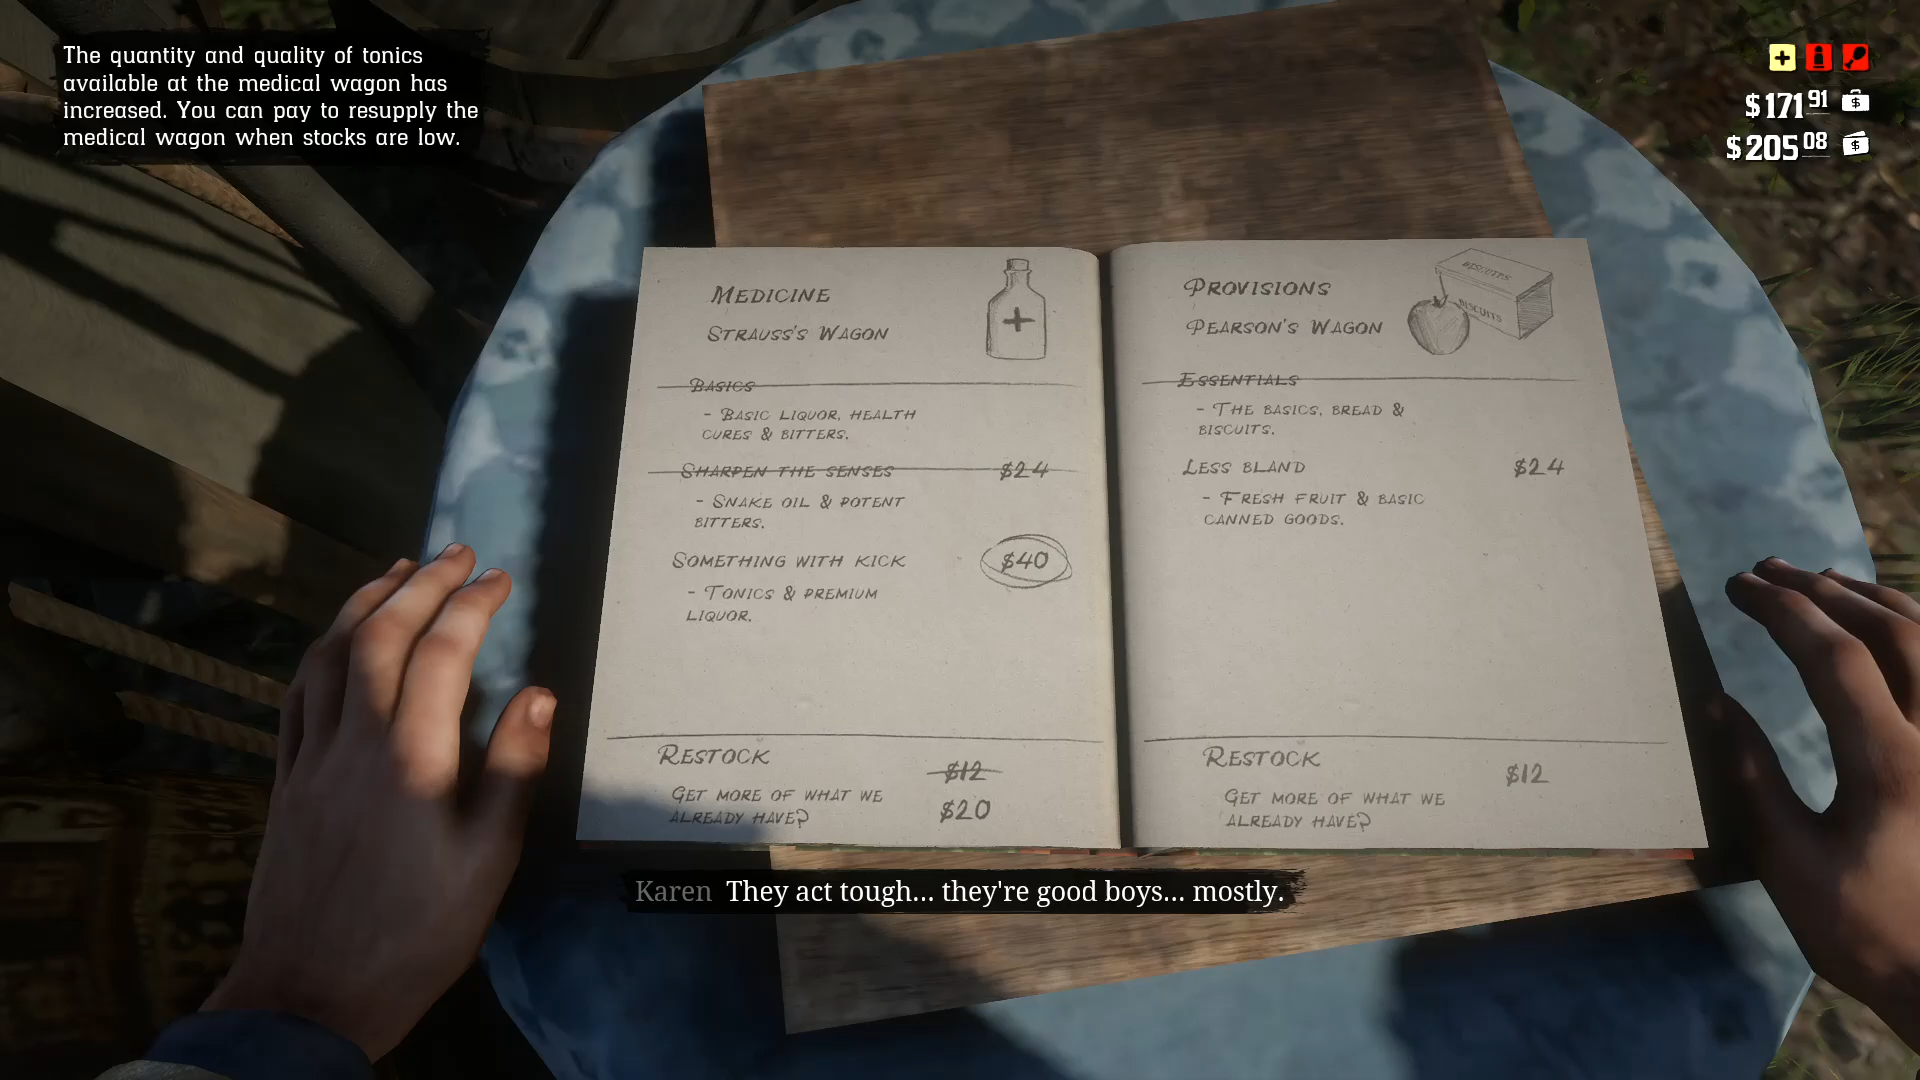 The quantity and quality of tonics
available at the medical wagon has
increased. You can pay to resupply the
medical wagon when stocks are low.
$171 91
$205 08
Medicine
Strauss's Wagon
Basics
- Basic liquor, health
cures & bitters.
Sharpen the senses $24
- Snake oil & potent
bitters.
Something with kick $40
- Tonics & premium
liquor.
Restock $12
Get more of what we $20
already have?
Provisions
Pearson's Wagon
BISCUITS
BISCUITS
Essentials
- The basics, bread &
biscuits.
Less bland $24
- Fresh fruit & basic
canned goods.
Restock $12
Get more of what we
already have?
Karen They act tough... they're good boys... mostly.